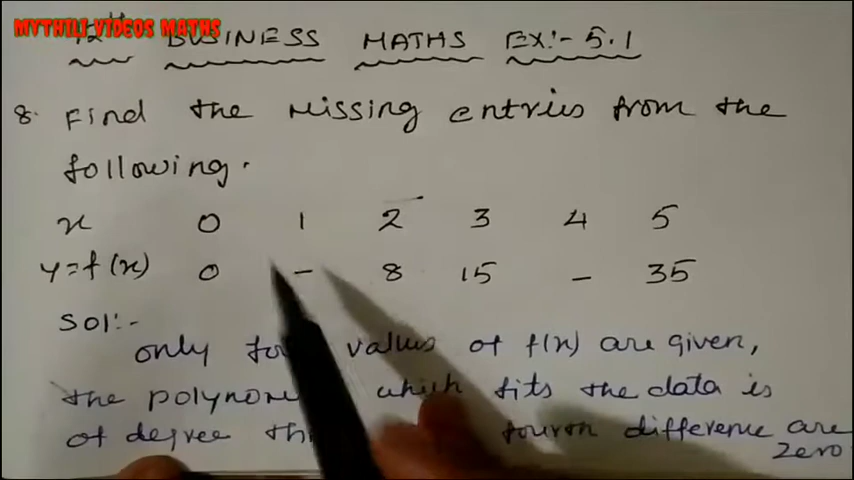 MYTHILI VIDEOS MATHS
12th BUSINESS MATHS EX:- 5.1
8. Find the Missing entries from the
following.
x 0 1 2 3 4 5
y=f(x) 0 - 8 15 - 35
Sol:-
only values of f(x) are given,
the which fits the data is
of degree fourth difference are
zero